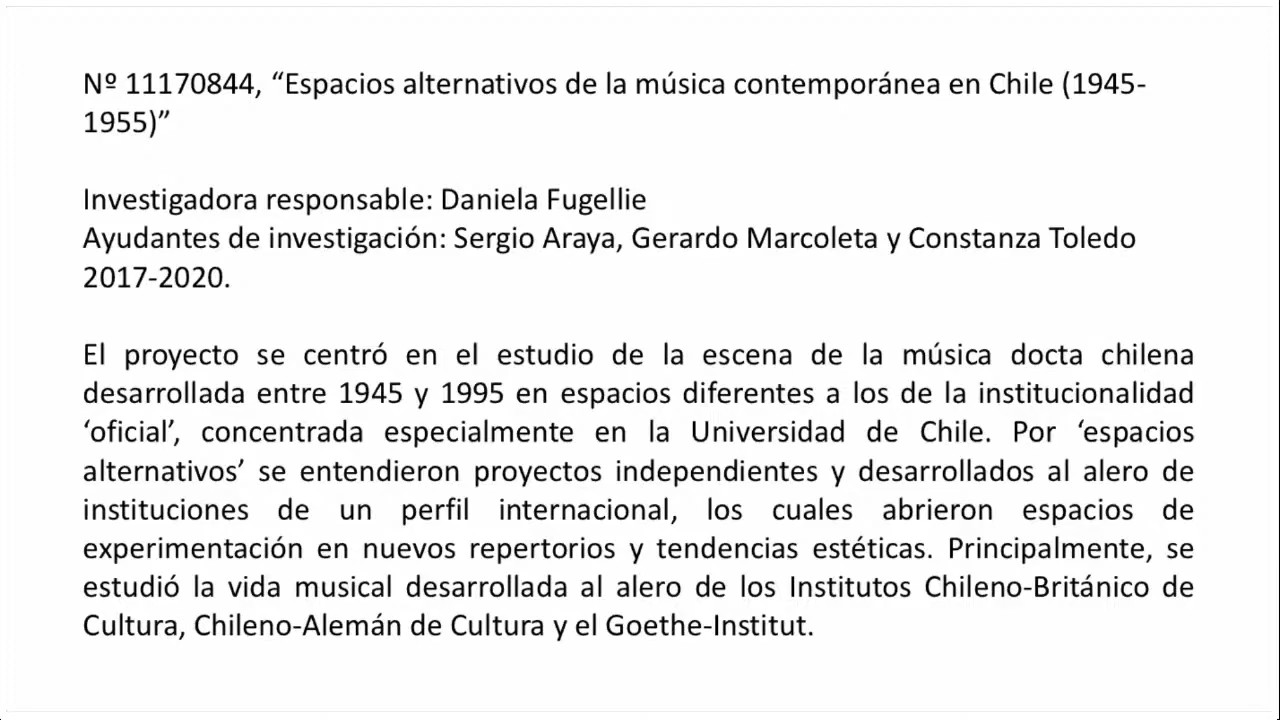 Nº 11170844, “Espacios alternativos de la música contemporánea en Chile (1945-
1955)”
Investigadora responsable: Daniela Fugellie
Ayudantes de investigación: Sergio Araya, Gerardo Marcoleta y Constanza Toledo
2017-2020.
El proyecto se centró en el estudio de la escena de la música docta chilena
desarrollada entre 1945 y 1995 en espacios diferentes a los de la institucionalidad
‘oficial’, concentrada especialmente en la Universidad de Chile. Por ‘espacios
alternativos’ se entendieron proyectos independientes y desarrollados al alero de
instituciones de un perfil internacional, los cuales abrieron espacios de
experimentación en nuevos repertorios y tendencias estéticas. Principalmente, se
estudió la vida musical desarrollada al alero de los Institutos Chileno-Británico de
Cultura, Chileno-Alemán de Cultura y el Goethe-Institut.